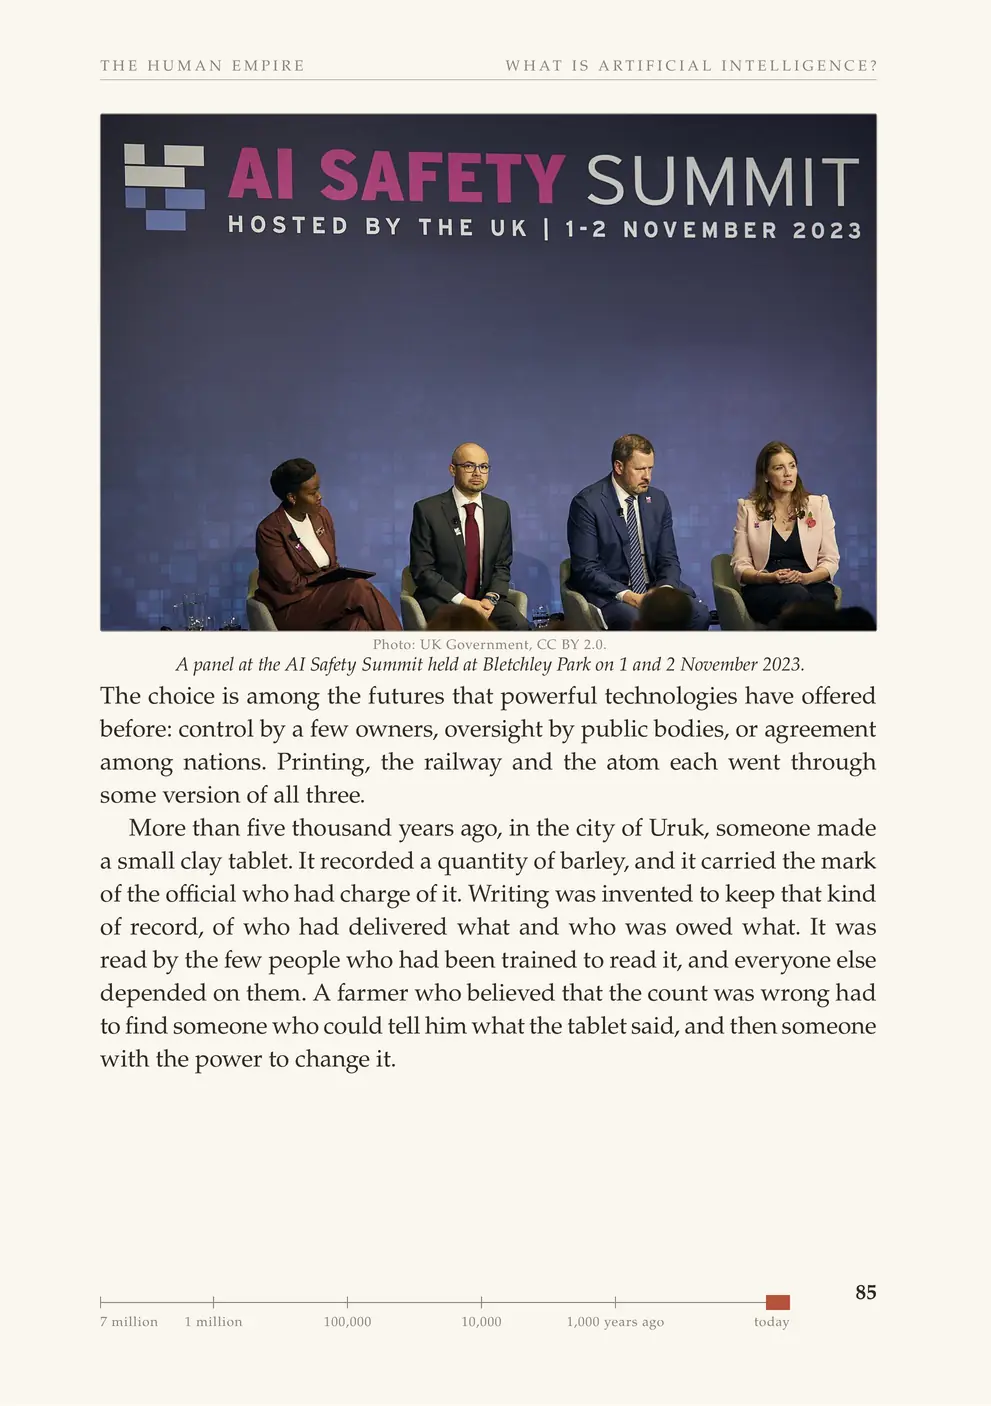 THE HUMAN EMPIRE
WHAT IS ARTIFICIAL INTELLIGENCE?
AI SAFETY SUMMIT
HOSTED BY THE UK | 1-2 NOVEMBER 2023
Photo: UK Government, CC BY 2.0.
A panel at the AI Safety Summit held at Bletchley Park on 1 and 2 November 2023.
The choice is among the futures that powerful technologies have offered
before: control by a few owners, oversight by public bodies, or agreement
among nations. Printing, the railway and the atom each went through
some version of all three.
More than five thousand years ago, in the city of Uruk, someone made
a small clay tablet. It recorded a quantity of barley, and it carried the mark
of the official who had charge of it. Writing was invented to keep that kind
of record, of who had delivered what and who was owed what. It was
read by the few people who had been trained to read it, and everyone else
depended on them. A farmer who believed that the count was wrong had
to find someone who could tell him what the tablet said, and then someone
with the power to change it.
85
7 million 1 million 100,000 10,000 1,000 years ago today